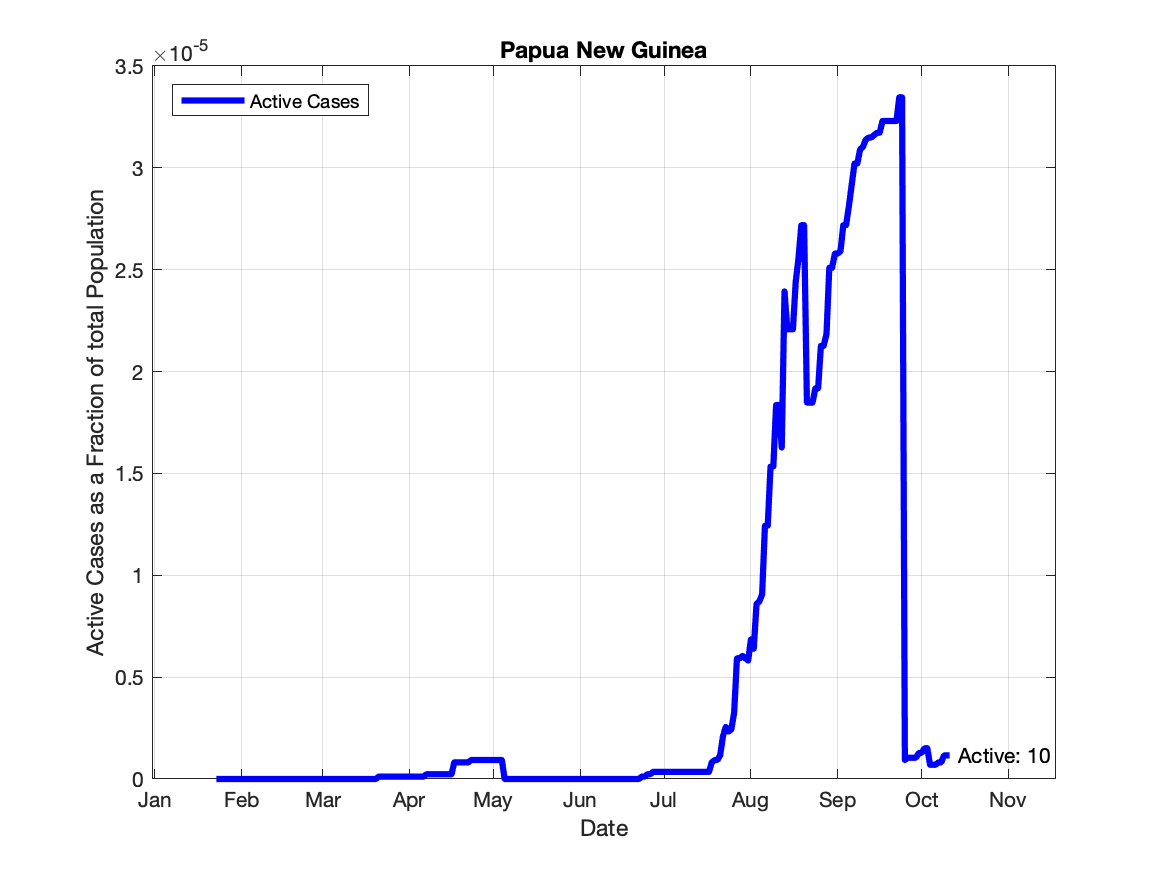 Papua New Guinea
×10-5
3.5
3
2.5
2
1.5
1
0.5
0
Active Cases as a Fraction of total Population
Active Cases
Active: 10
Jan Feb Mar Apr May Jun Jul Aug Sep Oct Nov
Date